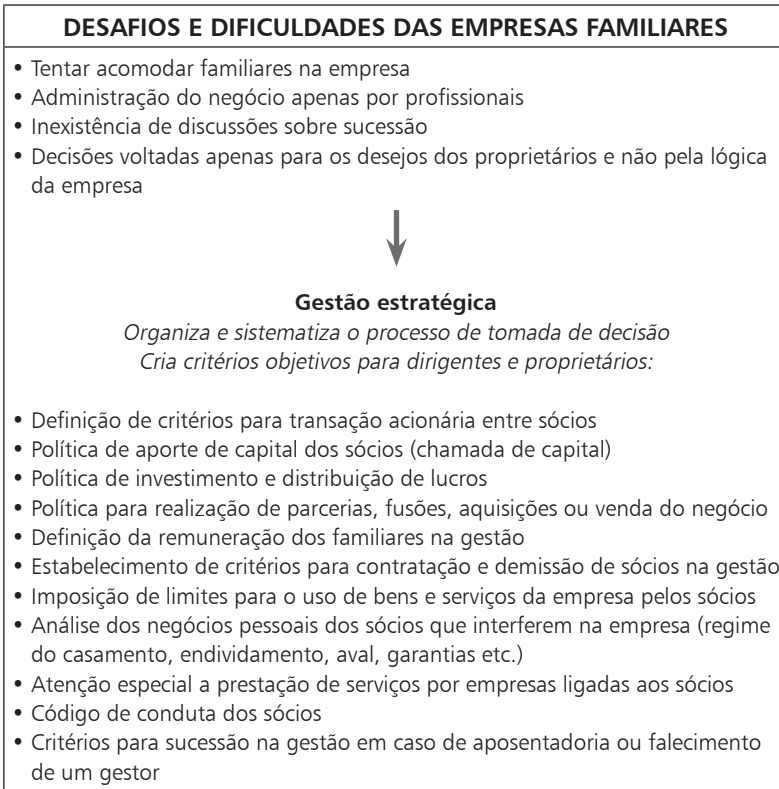 DESAFIOS E DIFICULDADES DAS EMPRESAS FAMILIARES
• Tentar acomodar familiares na empresa
• Administração do negócio apenas por profissionais
• Inexistência de discussões sobre sucessão
• Decisões voltadas apenas para os desejos dos proprietários e não pela lógica
da empresa
Gestão estratégica
Organiza e sistematiza o processo de tomada de decisão
Cria critérios objetivos para dirigentes e proprietários:
• Definição de critérios para transação acionária entre sócios
• Política de aporte de capital dos sócios (chamada de capital)
• Política de investimento e distribuição de lucros
• Política para realização de parcerias, fusões, aquisições ou venda do negócio
• Definição da remuneração dos familiares na gestão
• Estabelecimento de critérios para contratação e demissão de sócios na gestão
• Imposição de limites para o uso de bens e serviços da empresa pelos sócios
• Análise dos negócios pessoais dos sócios que interferem na empresa (regime
do casamento, endividamento, aval, garantias etc.)
• Atenção especial a prestação de serviços por empresas ligadas aos sócios
• Código de conduta dos sócios
• Critérios para sucessão na gestão em caso de aposentadoria ou falecimento
de um gestor